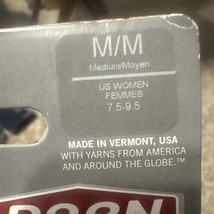 M/M
Medium/Moyen
US WOMEN
FEMMES
7.5-9.5
MADE IN VERMONT, USA
WITH YARNS FROM AMERICA
AND AROUND THE GLOBE.™